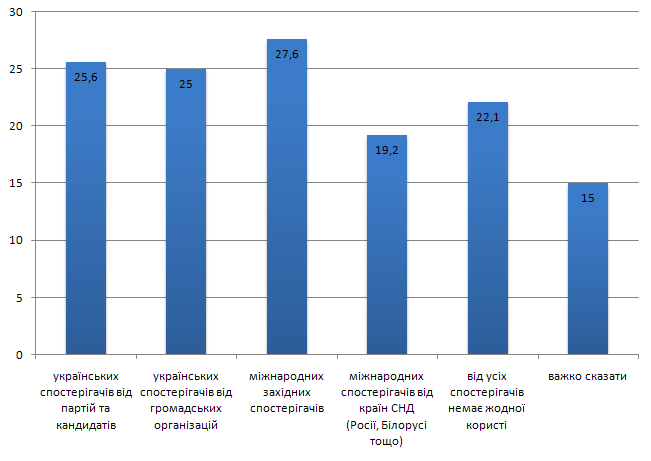 30
25
20
15
10
5
0
25,6
25
27,6
19,2
22,1
15
українських
спостерігачів від
партій та
кандидатів
українських
спостерігачів від
громадських
організацій
міжнародних
західних
спостерігачів
міжнародних
спостерігачів від
країн СНД
(Росії, Білорусі
тощо)
від усіх
спостерігачів
немає жодної
користі
важко сказати